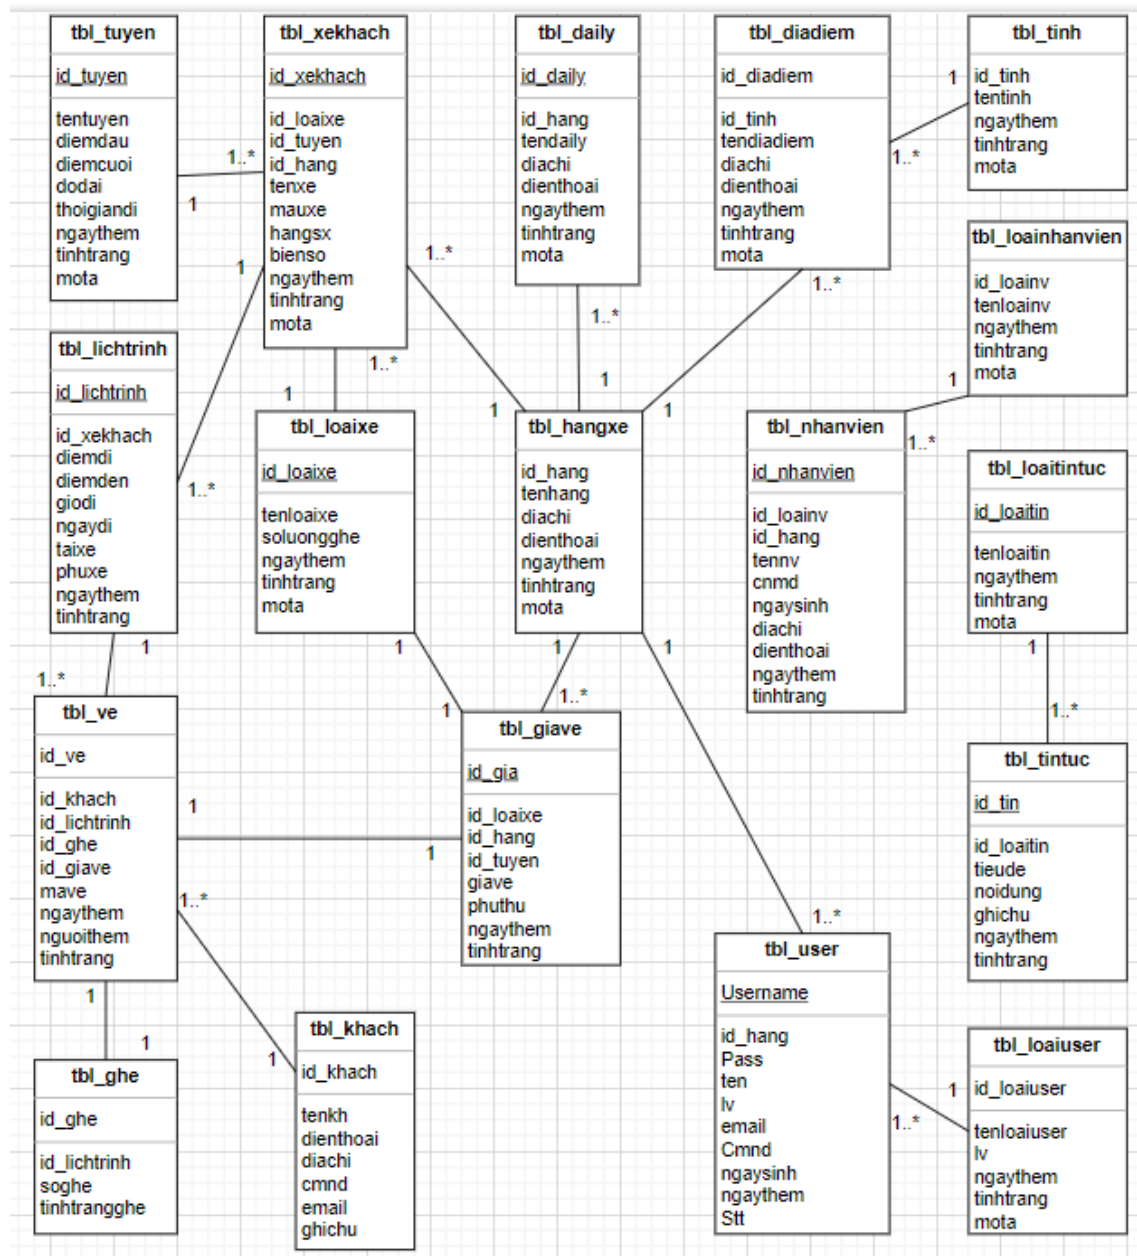 tbl_tuyen
id_tuyen
tentuyen
diemdau
diemcuoi
dodai
thoigiandi
ngaythem
tinhtrang
mota
tbl_xekhach
id_xekhach
id_loaixe
id_tuyen
id_hang
tenxe
mauxe
hangsx
bienso
ngaythem
tinhtrang
mota
tbl_daily
id_daily
id_hang
tendaily
diachi
dienthoai
ngaythem
tinhtrang
mota
tbl_diadiem
id_diadiem
id_tinh
tendiadiem
diachi
dienthoai
ngaythem
tinhtrang
mota
tbl_tinh
id_tinh
tentinh
ngaythem
tinhtrang
mota
1..*
1
1
1..*
1
1..*
1..*
1..*
tbl_loainhanvien
id_loainv
tenloainv
ngaythem
tinhtrang
mota
tbl_lichtrinh
id_lichtrinh
id_xekhach
diemdi
diemden
giodi
ngaydi
taixe
phuxe
ngaythem
tinhtrang
1..*
1
1..*
1
1
1
1
1..*
1..*
tbl_loaixe
id_loaixe
tenloaixe
soluongghe
ngaythem
tinhtrang
mota
tbl_hangxe
id_hang
tenhang
diachi
dienthoai
ngaythem
tinhtrang
mota
tbl_nhanvien
id_nhanvien
id_loainv
id_hang
tennv
cnmd
ngaysinh
diachi
dienthoai
ngaythem
tinhtrang
tbl_loaitintuc
id_loaitin
tenloaitin
ngaythem
tinhtrang
mota
1
1..*
1
1
1
1..*
1
1
1..*
tbl_ve
id_ve
id_khach
id_lichtrinh
id_ghe
id_giave
mave
ngaythem
nguoithem
tinhtrang
tbl_giave
id_gia
id_loaixe
id_hang
id_tuyen
giave
phuthu
ngaythem
tinhtrang
tbl_tintuc
id_tin
id_loaitin
tieude
noidung
ghichu
ngaythem
tinhtrang
1
1
1..*
1..*
1
1
1
tbl_user
Username
id_hang
Pass
ten
lv
email
Cmnd
ngaysinh
ngaythem
Stt
tbl_khach
id_khach
tenkh
dienthoai
diachi
cmnd
email
ghichu
tbl_ghe
id_ghe
id_lichtrinh
soghe
tinhtrangghe
1
1..*
tbl_loaiuser
id_loaiuser
tenloaiuser
lv
ngaythem
tinhtrang
mota